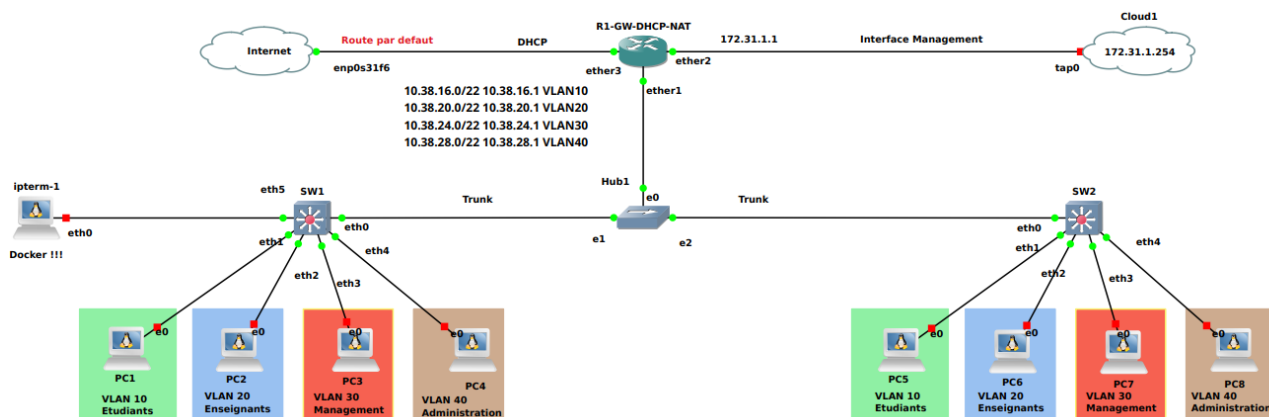 Cloud1
R1-GW-DHCP-NAT
Internet
Route par defaut
DHCP
172.31.1.1
Interface Management
172.31.1.254
enp0s31f6
ether3
ether2
tap0
ether1
10.38.16.0/22 10.38.16.1 VLAN10
10.38.20.0/22 10.38.20.1 VLAN20
10.38.24.0/22 10.38.24.1 VLAN30
10.38.28.0/22 10.38.28.1 VLAN40
ipterm-1
eth5
SW1
Hub1
SW2
Trunk
e0
Trunk
eth0
eth0
e1
e2
eth0
Docker !!!
eth1
eth2
eth3
eth4
eth1
eth2
eth3
eth4
e0
e0
e0
e0
e0
e0
e0
e0
PC1
VLAN 10
Etudiants
PC2
VLAN 20
Enseignants
PC3
VLAN 30
Management
PC4
VLAN 40
Administration
PC5
VLAN 10
Etudiants
PC6
VLAN 20
Enseignants
PC7
VLAN 30
Management
PC8
VLAN 40
Administration